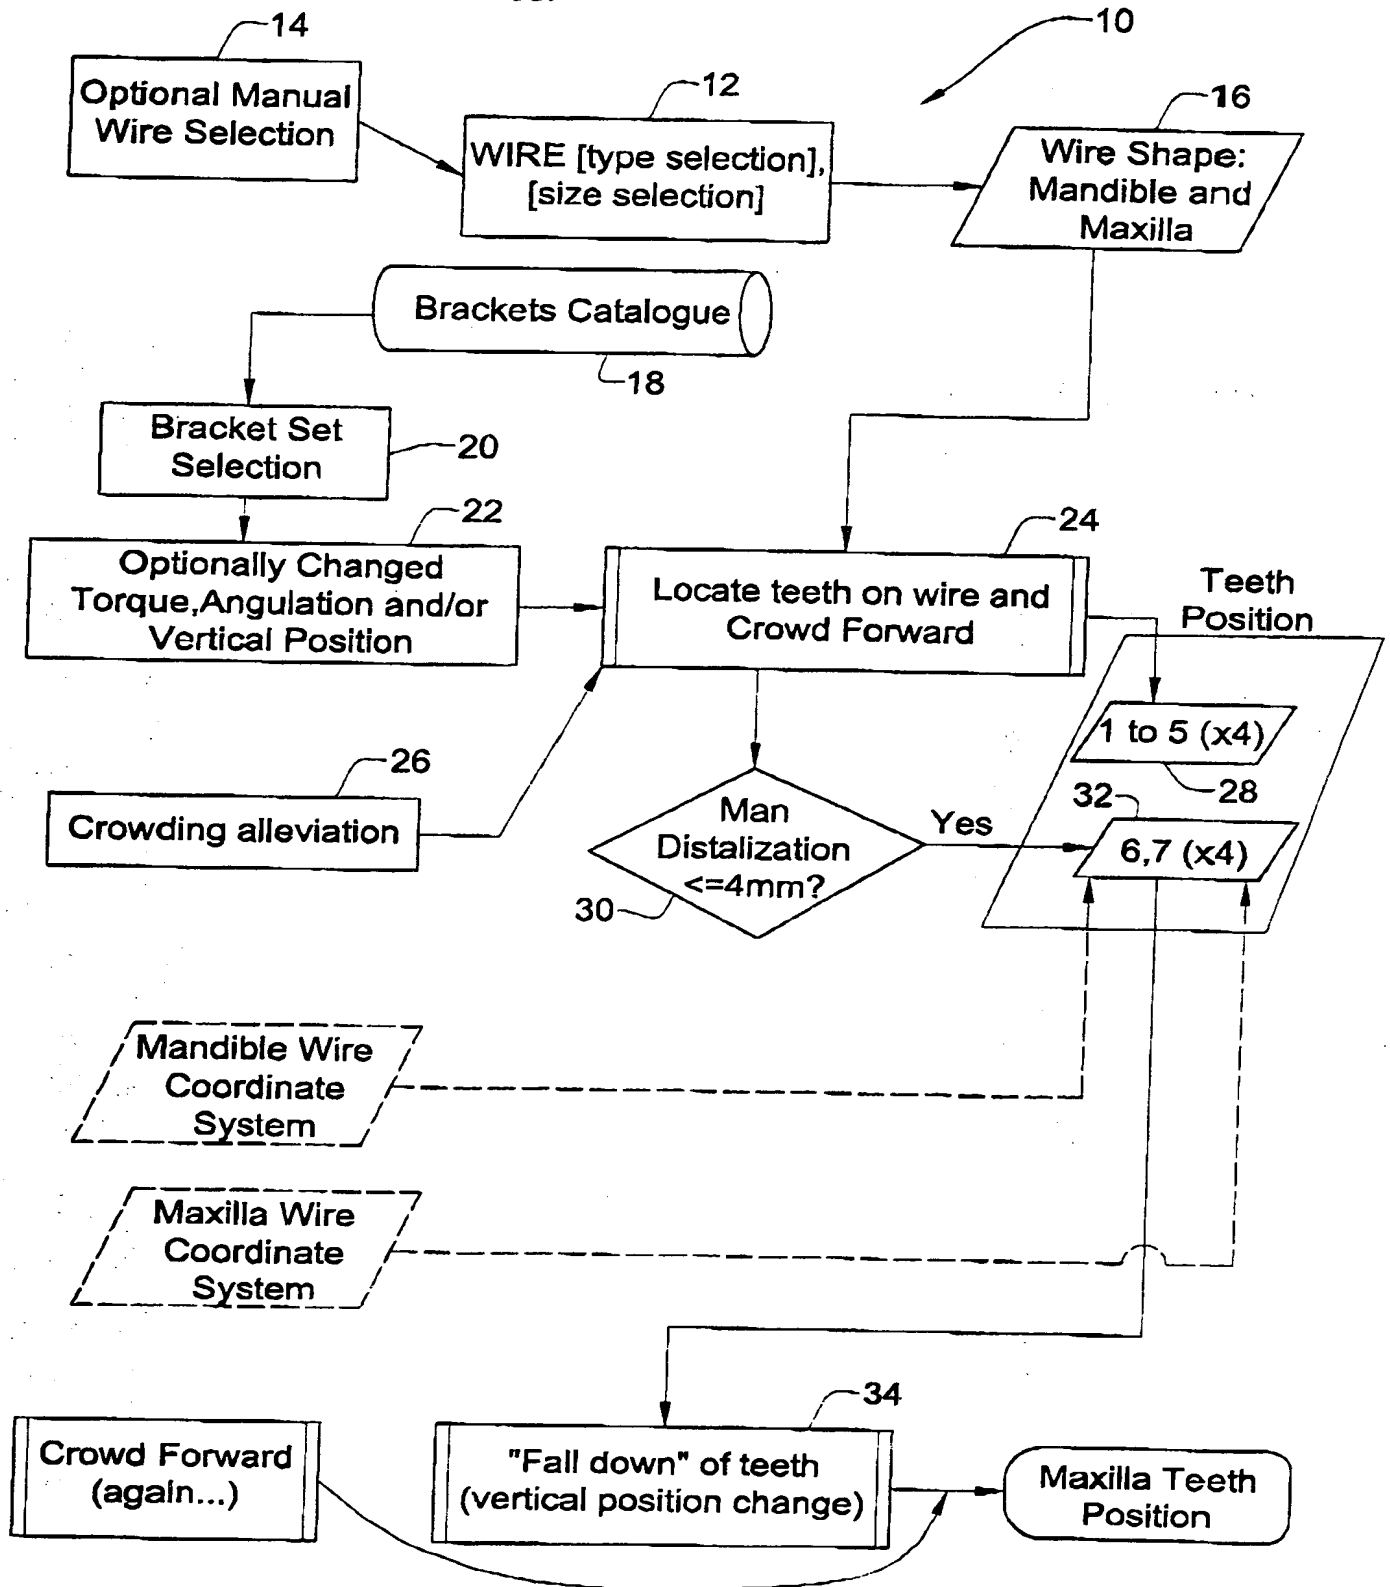 14
10
Optional Manual
Wire Selection
12
WIRE [type selection],
[size selection]
16
Wire Shape:
Mandible and
Maxilla
Brackets Catalogue
18
Bracket Set
Selection
20
22
Optionally Changed
Torque,Angulation and/or
Vertical Position
24
Locate teeth on wire and
Crowd Forward
Teeth
Position
1 to 5 (x4)
28
26
Crowding alleviation
Man
Distalization
<=4mm?
30
Yes
32
6,7 (x4)
Mandible Wire
Coordinate
System
Maxilla Wire
Coordinate
System
34
Crowd Forward
(again...)
"Fall down" of teeth
(vertical position change)
Maxilla Teeth
Position